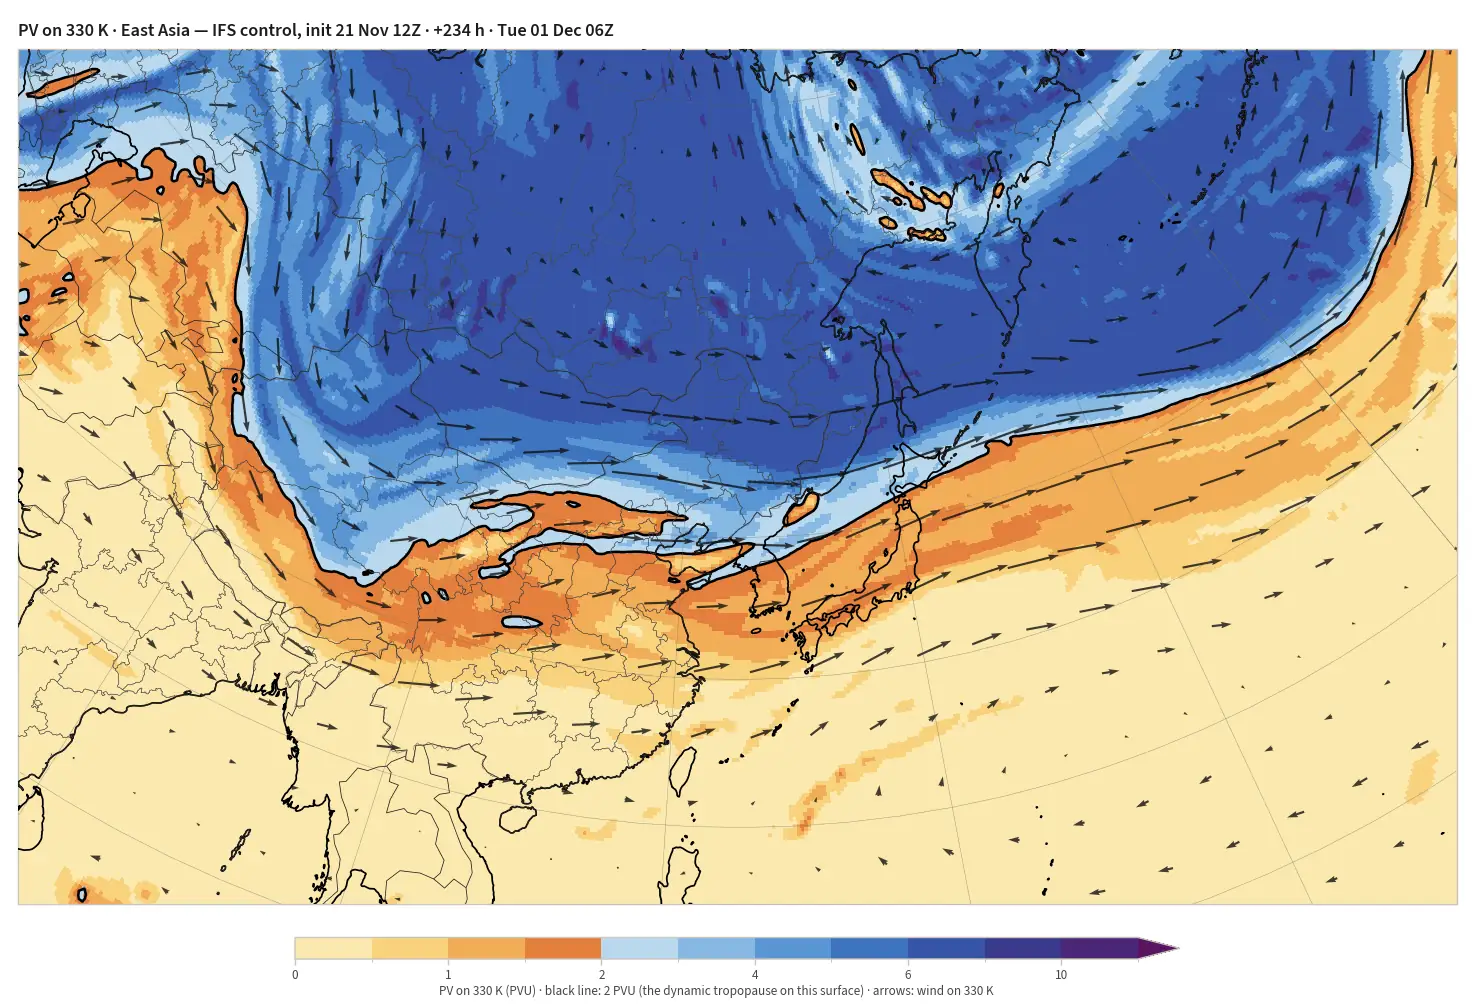 PV on 330 K · East Asia — IFS control, init 21 Nov 12Z · +234 h · Tue 01 Dec 06Z
0 1 2 4 6 10
PV on 330 K (PVU) · black line: 2 PVU (the dynamic tropopause on this surface) · arrows: wind on 330 K